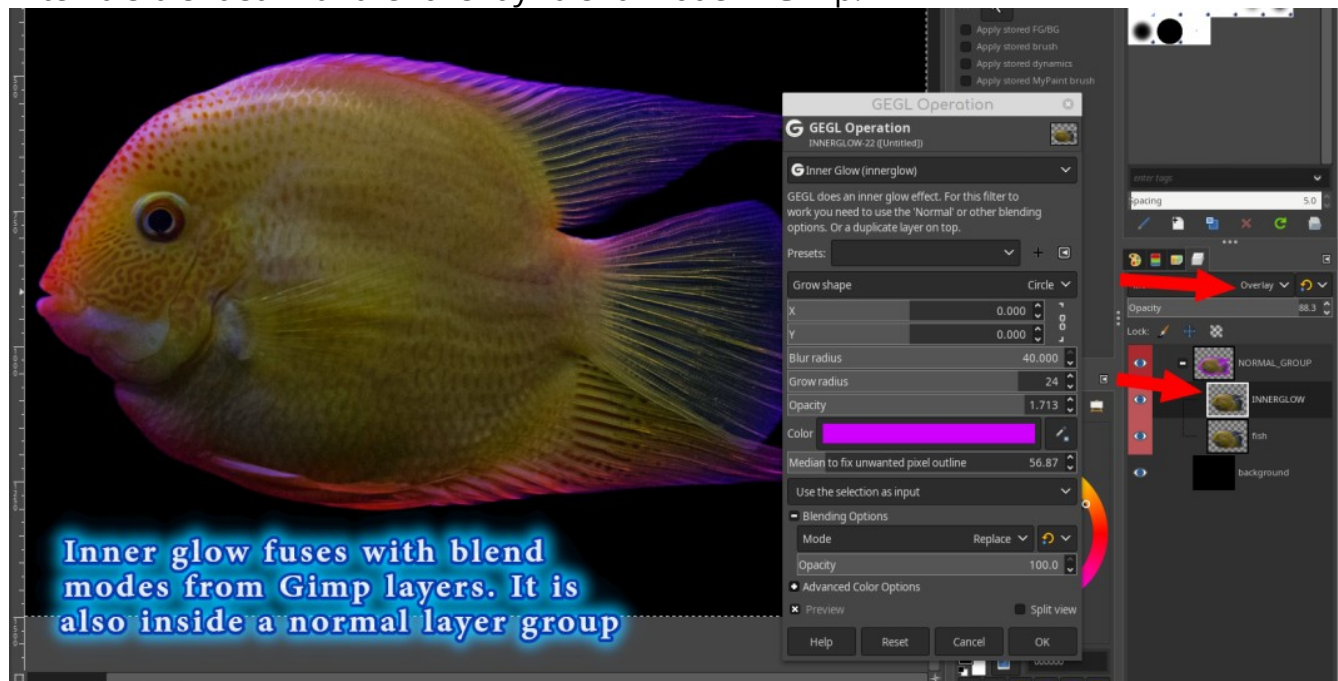 Apply stored FG/BG
Apply stored brush
Apply stored dynamics
Apply stored MyPaint brush
GEGL Operation
GEGL Operation
INNERGLOW-22 ([Untitled])
Inner Glow (innerglow)
GEGL does an inner glow effect. For this filter to
work you need to use the 'Normal' or other blending
options. Or a duplicate layer on top.
Presets:
Grow shape Circle
X 0.000
Y 0.000
Blur radius 40.000
Grow radius 24
Opacity 1.713
Color
Median to fix unwanted pixel outline 56.87
Use the selection as input
Blending Options
Mode Replace
Opacity 100.0
Advanced Color Options
Preview Split view
Help Reset Cancel OK
enter tags
Spacing 5.0
Overlay
Opacity 88.3
Lock:
NORMAL_GROUP
INNERGLOW
fish
background
Inner glow fuses with blend
modes from Gimp layers. It is
also inside a normal layer group